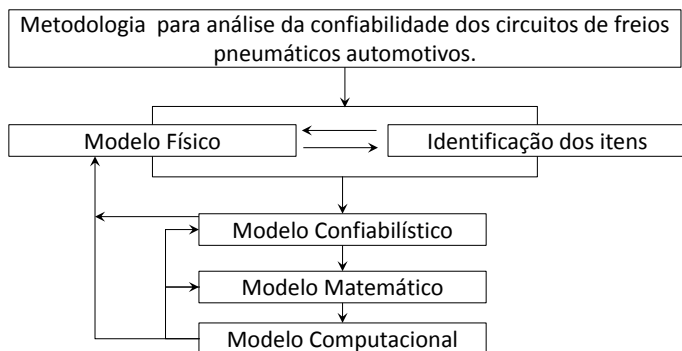 Metodologia para análise da confiabilidade dos circuitos de freios
pneumáticos automotivos.
Modelo Físico
Identificação dos itens
Modelo Confiabilístico
Modelo Matemático
Modelo Computacional